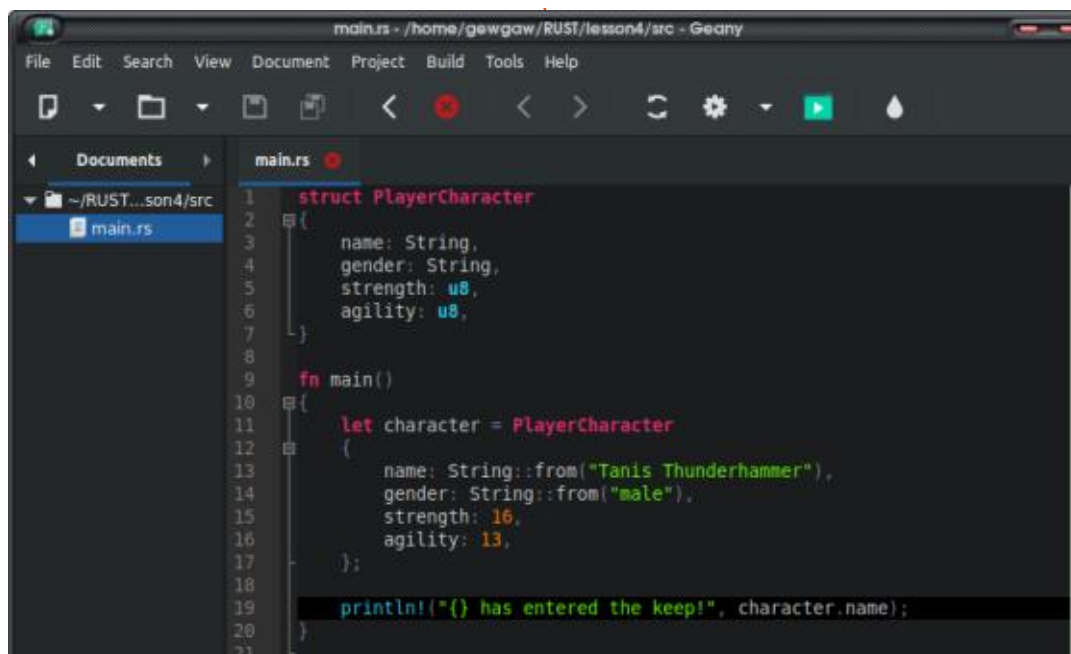 main.rs - /home/gewgaw/RUST/lesson4/src - Geany
File Edit Search View Document Project Build Tools Help
Documents
main.rs
~/RUST...son4/src
main.rs
1 struct PlayerCharacter
2 {
3 name: String,
4 gender: String,
5 strength: u8,
6 agility: u8,
7 }
8
9 fn main()
10 {
11 let character = PlayerCharacter
12 {
13 name: String::from("Tanis Thunderhammer"),
14 gender: String::from("male"),
15 strength: 16,
16 agility: 13,
17 };
18
19 println!("{} has entered the keep!", character.name);
20 }
21